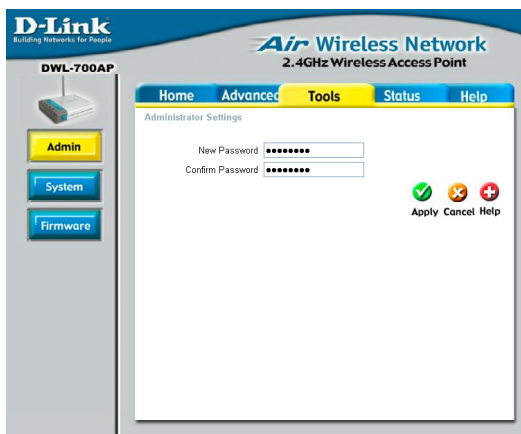 D-Link
Building Networks for People
Air Wireless Network
2.4GHz Wireless Access Point
DWL-700AP
Home Advanced Tools Status Help
Administrator Settings
Admin
System
Firmware
New Password ••••••••
Confirm Password ••••••••
Apply Cancel Help